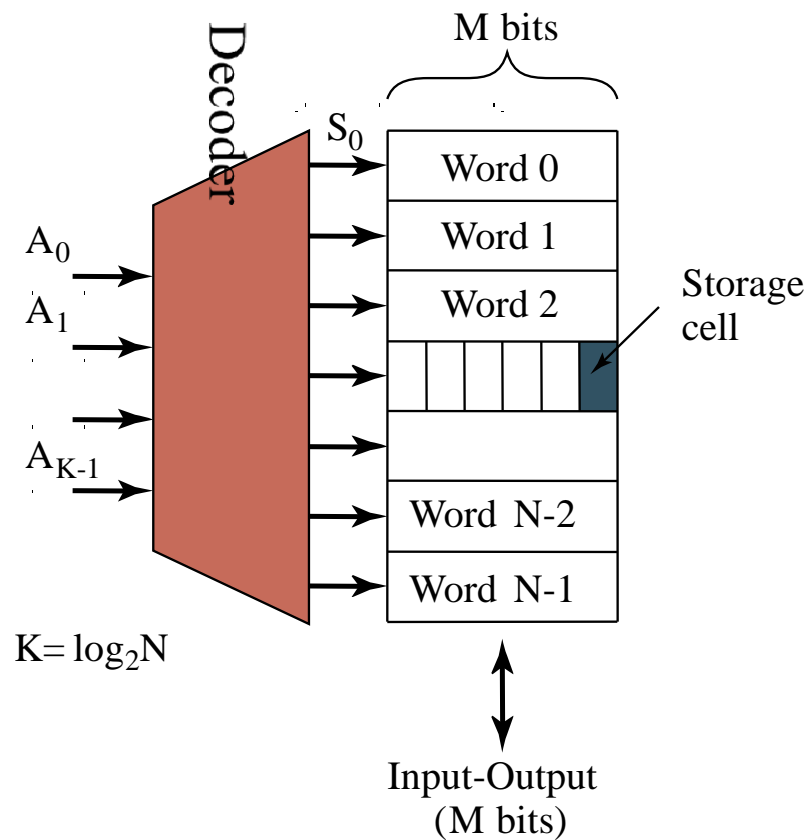 M bits
Decoder
S₀
Word 0
A₀
Word 1
A₁
Word 2
Storage
cell
A_{K-1}
Word N-2
Word N-1
K= log₂N
Input-Output
(M bits)